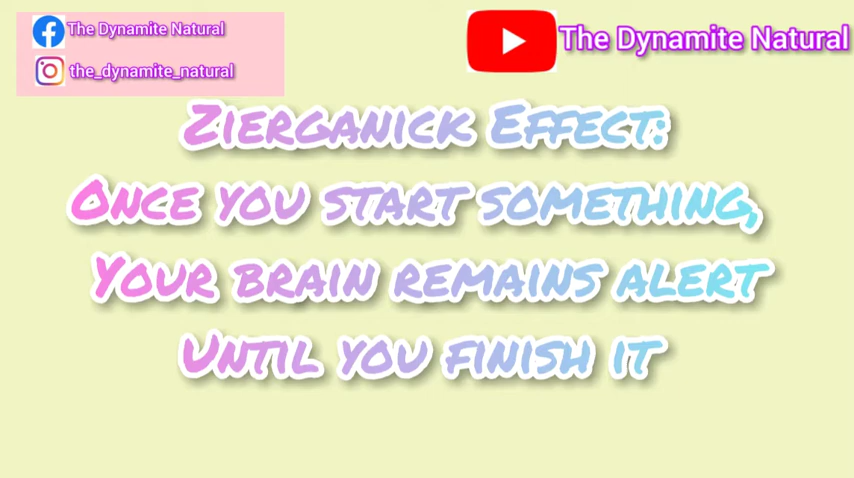 The Dynamite Natural
the_dynamite_natural
The Dynamite Natural
Zierganick Effect:
Once you start something,
Your brain remains alert
Until you finish it